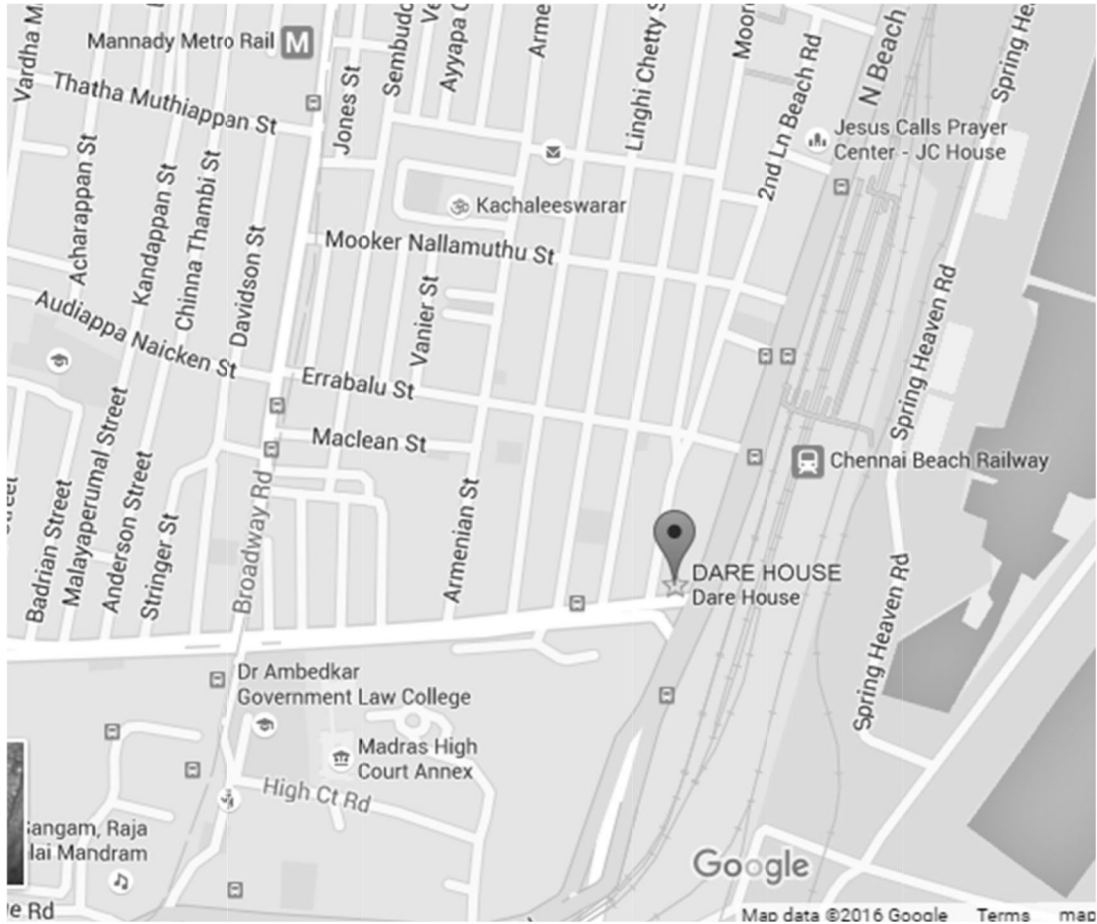 Mannady Metro Rail
M
Vardha M
Thatha Muthiappan St
Jones St
Sembudo
Ve
Ayyapa C
Arme
Linghi Chetty S
Moor
2nd Ln Beach Rd
N Beach
Spring He
Jesus Calls Prayer
Center - JC House
Acharappan St
Kandappan St
Chinna Thambi St
Davidson St
Kachaleeswarar
Mooker Nallamuthu St
Vanier St
Audiappa Naicken St
Errabalu St
Maclean St
Spring Heaven Rd
Chennai Beach Railway
Badrian Street
Malayaperumal Street
Anderson Street
Stringer St
Broadway Rd
Armenian St
DARE HOUSE
Dare House
Spring Heaven Rd
Dr Ambedkar
Government Law College
Madras High
Court Annex
High Ct Rd
Sangam, Raja
lai Mandram
e Rd
Google
Map data ©2016 Google Terms map